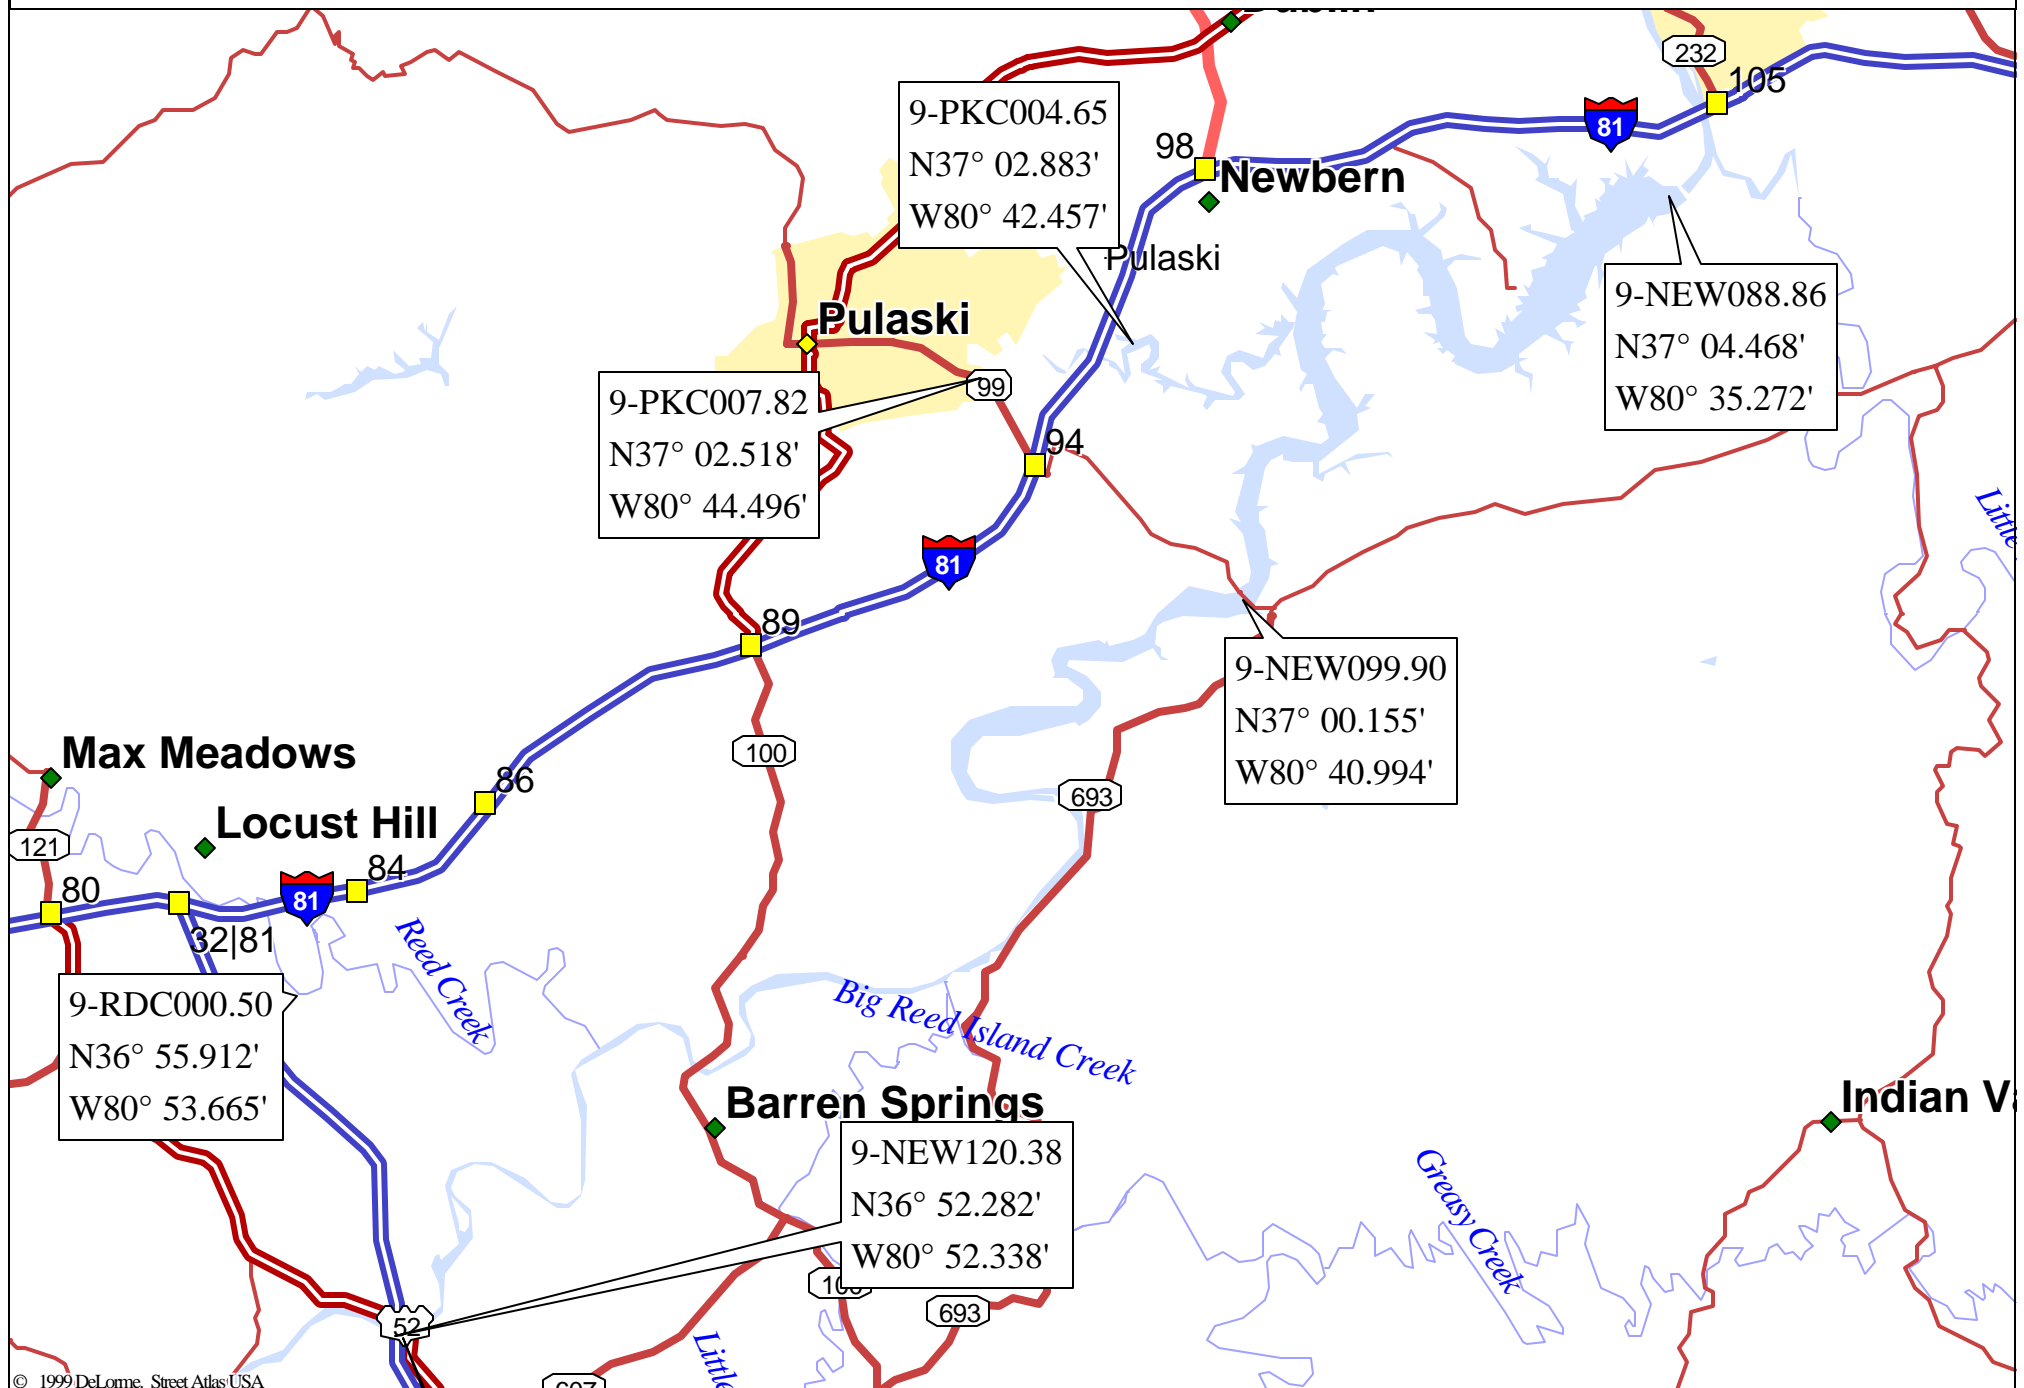 232
105
9-PKC004.65
N37° 02.883'
W80° 42.457'
81
98
Newbern
Pulaski
9-NEW088.86
N37° 04.468'
W80° 35.272'
Pulaski
99
9-PKC007.82
N37° 02.518'
W80° 44.496'
94
Little
81
89
9-NEW099.90
N37° 00.155'
W80° 40.994'
100
Max Meadows
86
693
Locust Hill
121
84
80
81
32|81
Reed Creek
9-RDC000.50
N36° 55.912'
W80° 53.665'
Big Reed Island Creek
Barren Springs
Indian
9-NEW120.38
N36° 52.282'
W80° 52.338'
Greasy Creek
693
52
Little
© 1999 DeLorme. Street Atlas USA